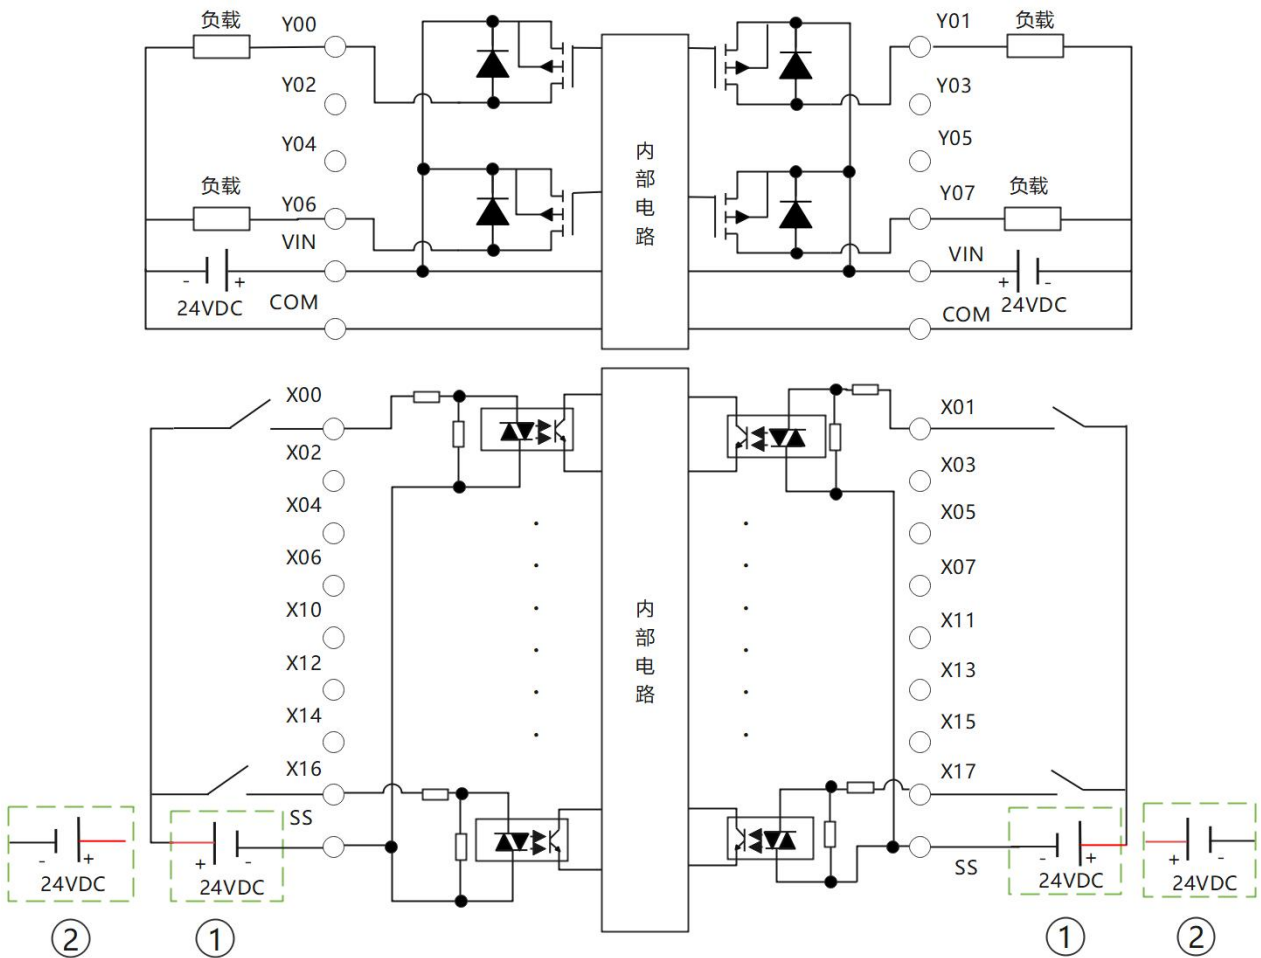 负载
Y00
Y02
Y04
负载
Y06
VIN
- +
24VDC
COM
内
部
电
路
Y01
负载
Y03
Y05
Y07
负载
VIN
+ -
24VDC
COM
X00
X02
X04
X06
X10
X12
X14
X16
SS
- +
24VDC
②
+ -
24VDC
①
内
部
电
路
X01
X03
X05
X07
X11
X13
X15
X17
SS
- +
24VDC
①
+ -
24VDC
②